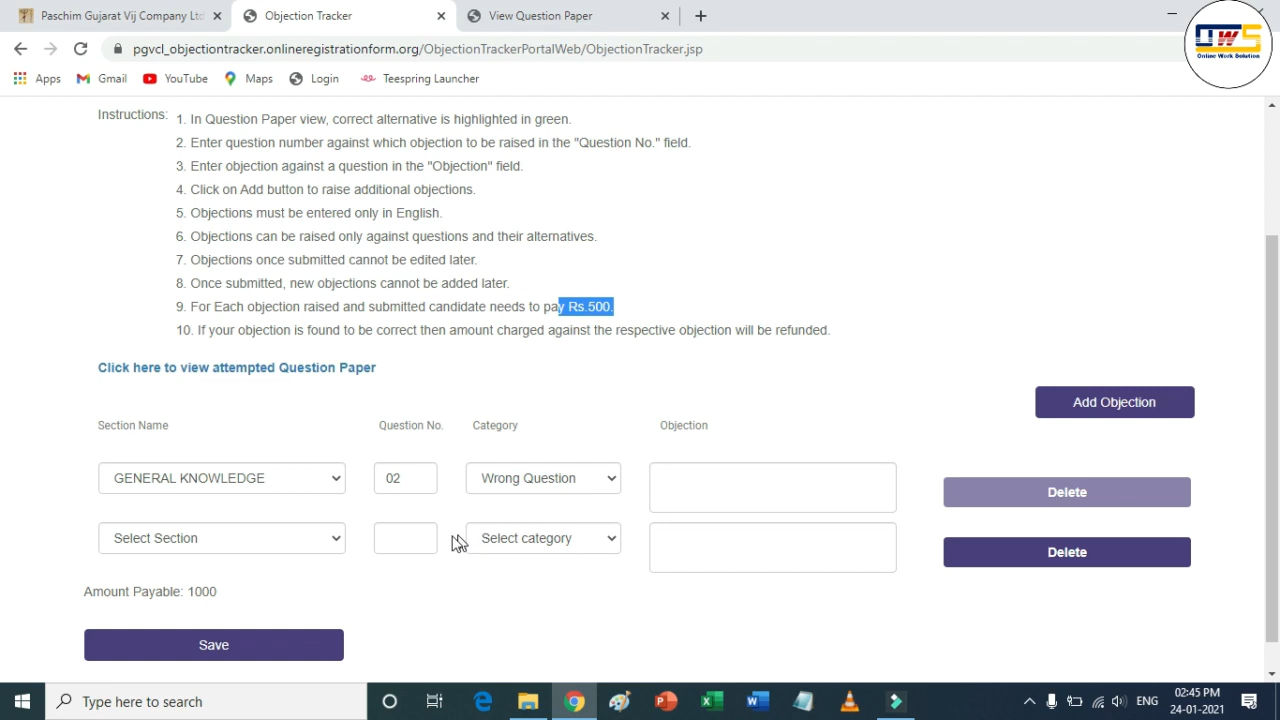 Paschim Gujarat Vij Company Ltd
Objection Tracker
View Question Paper
pgvcl_objectiontracker.onlineregistrationform.org/ObjectionTrackerPortalWeb/ObjectionTracker.jsp
Apps
Gmail
YouTube
Maps
Login
Teespring Launcher
OWS
Online Work Solution
Instructions:
1. In Question Paper view, correct alternative is highlighted in green.
2. Enter question number against which objection to be raised in the "Question No." field.
3. Enter objection against a question in the "Objection" field.
4. Click on Add button to raise additional objections.
5. Objections must be entered only in English.
6. Objections can be raised only against questions and their alternatives.
7. Objections once submitted cannot be edited later.
8. Once submitted, new objections cannot be added later.
9. For Each objection raised and submitted candidate needs to pay Rs.500.
10. If your objection is found to be correct then amount charged against the respective objection will be refunded.
Click here to view attempted Question Paper
Add Objection
Section Name Question No. Category Objection
GENERAL KNOWLEDGE 02 Wrong Question Delete
Select Section Select category Delete
Amount Payable: 1000
Save
Type here to search
ENG
02:45 PM
24-01-2021